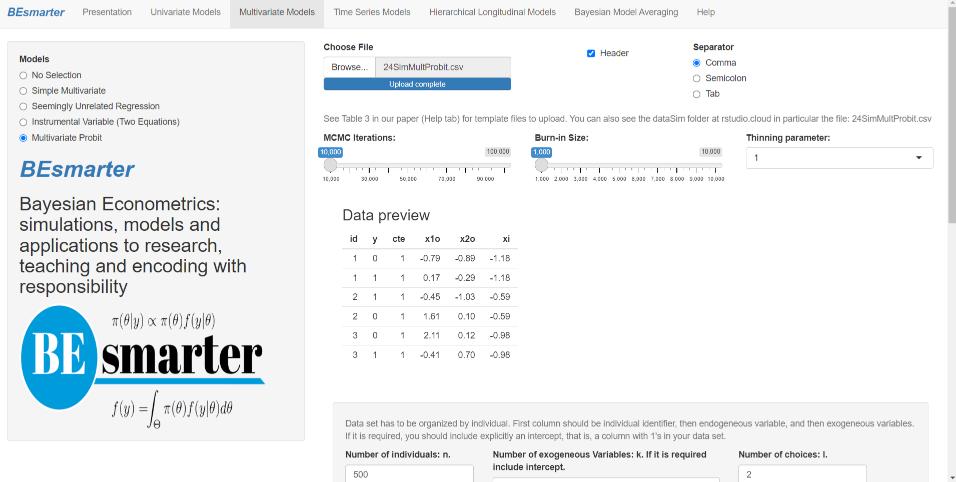 BEsmarter Presentation Univariate Models Multivariate Models Time Series Models Hierarchical Longitudinal Models Bayesian Model Averaging Help
Models
No Selection
Simple Multivariate
Seemingly Unrelated Regression
Instrumental Variable (Two Equations)
Multivariate Probit
BEsmarter
Bayesian Econometrics:
simulations, models and
applications to research,
teaching and encoding with
responsibility
π(θ|y) ∝ π(θ)f(y|θ)
BE smarter
f(y) = ∫Θ π(θ)f(y|θ)dθ
Choose File
Browse... 24SimMultProbit.csv
Upload complete
Header
Separator
Comma
Semicolon
Tab
See Table 3 in our paper (Help tab) for template files to upload. You can also see the dataSim folder at rstudio.cloud in particular the file: 24SimMultProbit.csv
MCMC Iterations:
10,000 100,000
10,000 30,000 50,000 70,000 90,000
Burn-in Size:
1,000 10,000
1,000 2,000 3,000 4,000 5,000 6,000 7,000 8,000 9,000 10,000
Thinning parameter:
1
Data preview
id y cte x1o x2o xi
1 0 1 -0.79 -0.89 -1.18
1 1 1 0.17 -0.29 -1.18
2 1 1 -0.45 -1.03 -0.59
2 0 1 1.61 0.10 -0.59
3 0 1 2.11 0.12 -0.98
3 1 1 -0.41 0.70 -0.98
Data set has to be organized by individual. First column should be individual identifier, then endogeneous variable, and then exogeneous variables.
If it is required, you should include explicitly an intercept, that is, a column with 1's in your data set.
Number of individuals: n.
500
Number of exogeneous Variables: k. If it is required
include intercept.
Number of choices: l.
2